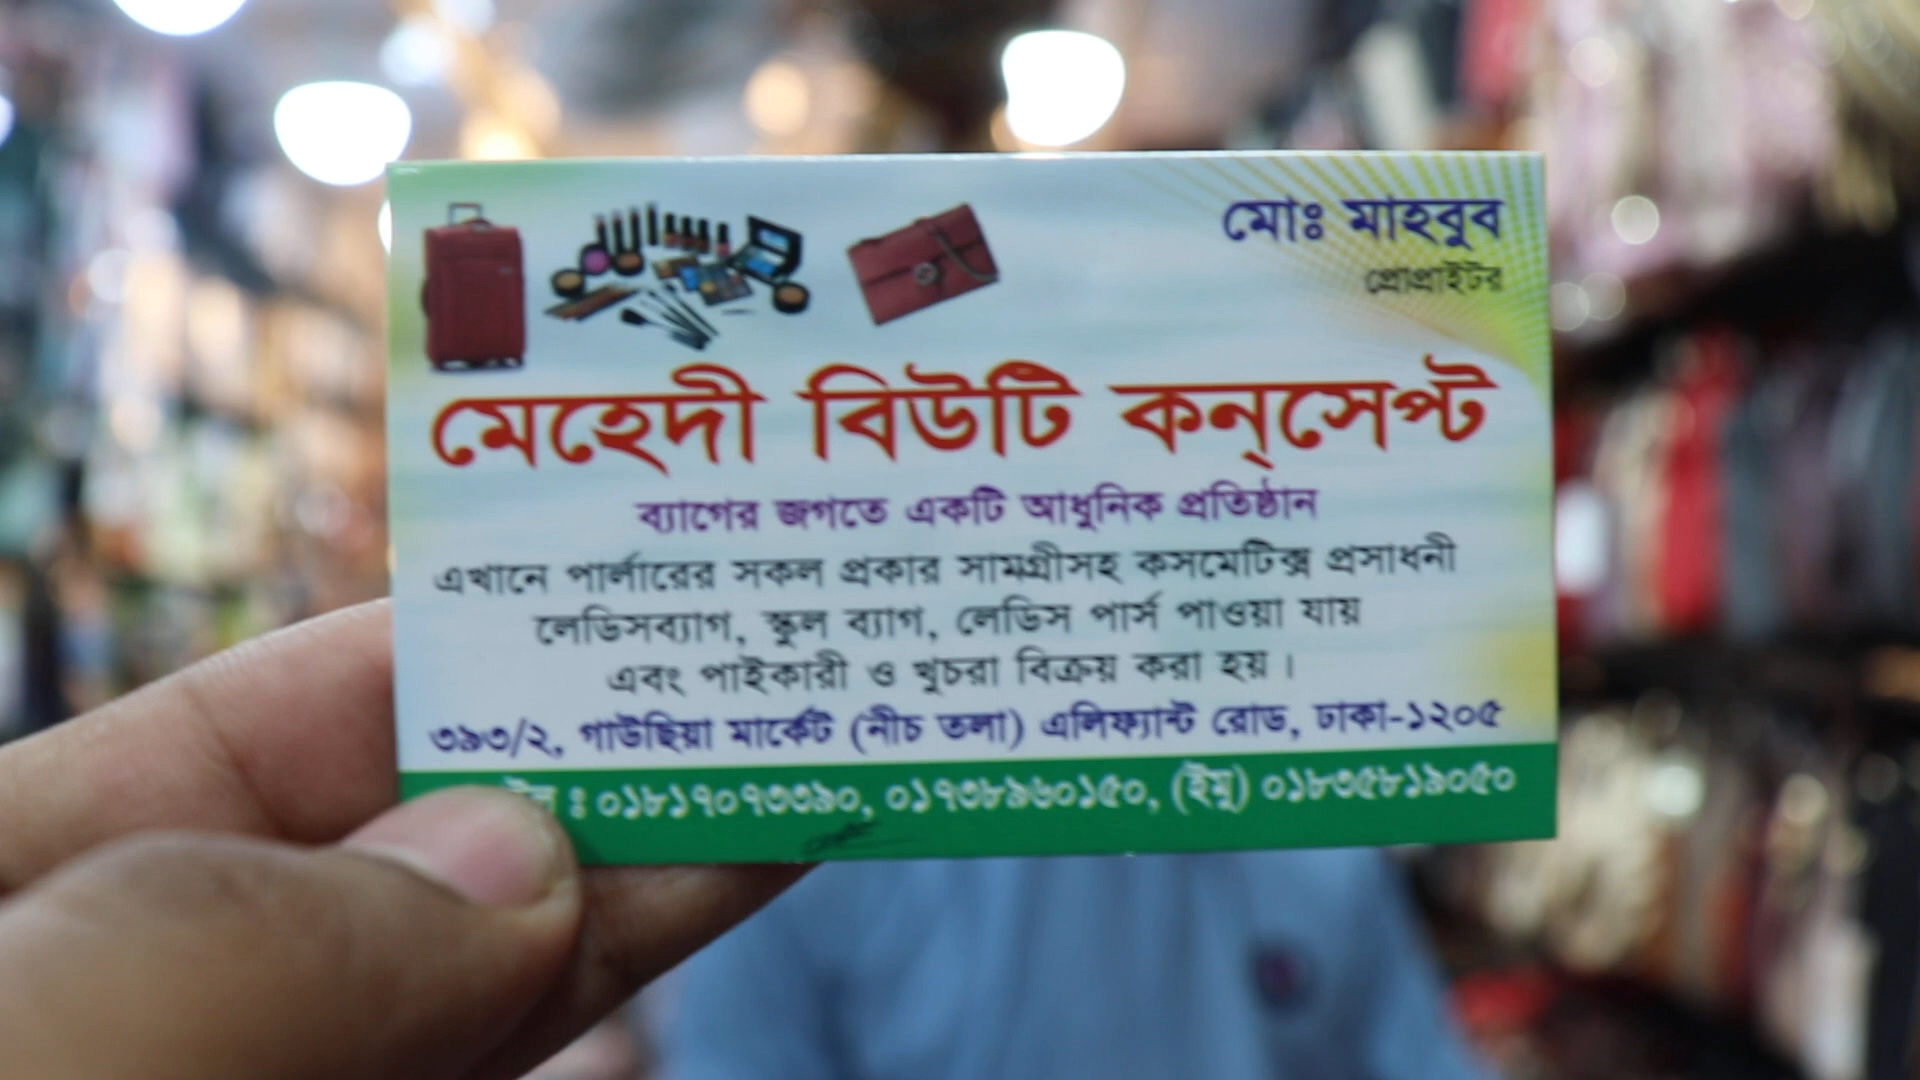 মোঃ মাহবুব
প্রোপ্রাইটর
মেহেদী বিউটি কন্‌সেপ্ট
ব্যাগের জগতে একটি আধুনিক প্রতিষ্ঠান
এখানে পার্লারের সকল প্রকার সামগ্রীসহ কসমেটিক্স প্রসাধনী
লেডিসব্যাগ, স্কুল ব্যাগ, লেডিস পার্স পাওয়া যায়
এবং পাইকারী ও খুচরা বিক্রয় করা হয়।
৩৯৩/২, গাউছিয়া মার্কেট (নীচ তলা) এলিফ্যান্ট রোড, ঢাকা-১২০৫
ঃ ০১৮১৭০৭৩৩৯০, ০১৭৩৮৯৬০১৫০, (ইমু) ০১৮৩৫৮১৯০৫০